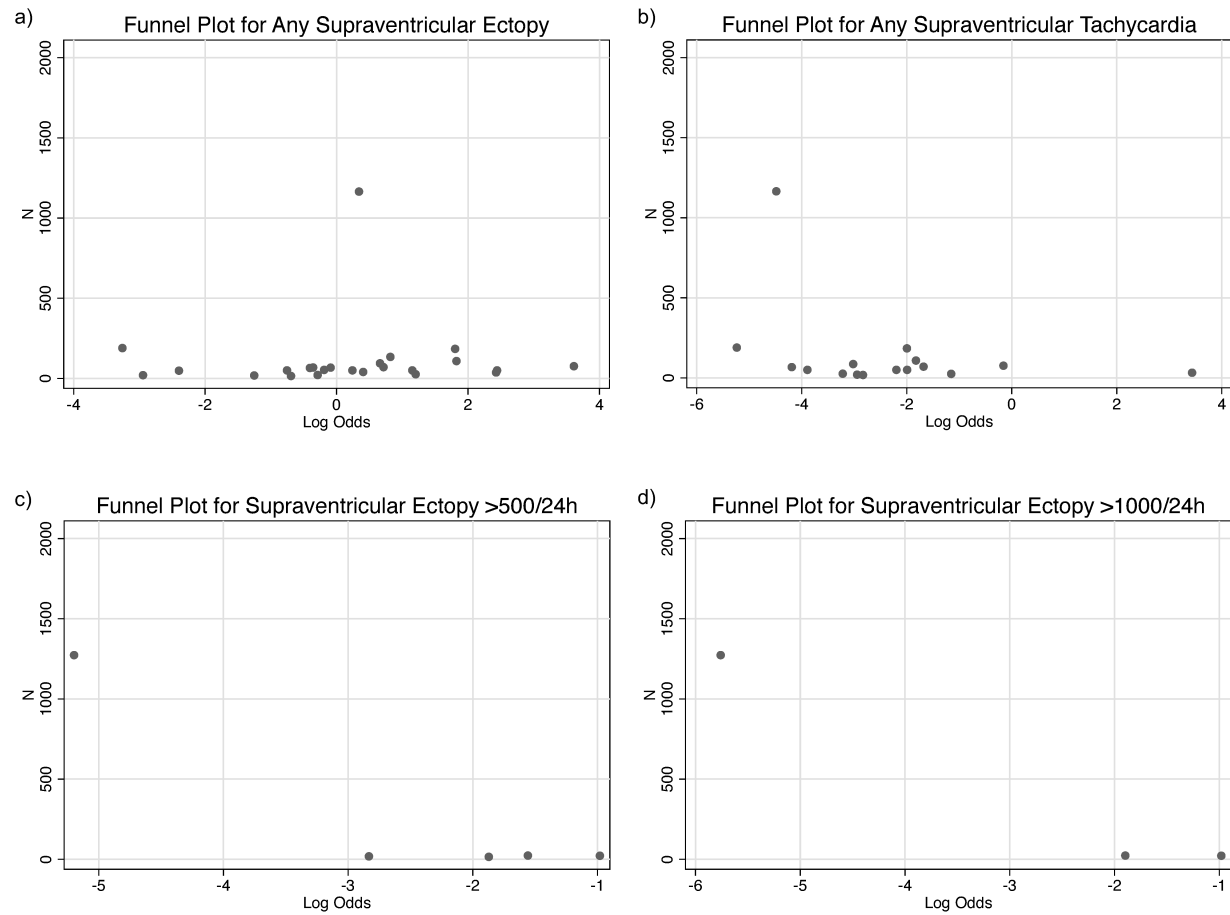 a)
Funnel Plot for Any Supraventricular Ectopy
2000
1500
1000
500
0
N
-4 -2 0 2 4
Log Odds
b)
Funnel Plot for Any Supraventricular Tachycardia
2000
1500
1000
500
0
N
-6 -4 -2 0 2 4
Log Odds
c)
Funnel Plot for Supraventricular Ectopy >500/24h
2000
1500
1000
500
0
N
-5 -4 -3 -2 -1
Log Odds
d)
Funnel Plot for Supraventricular Ectopy >1000/24h
2000
1500
1000
500
0
N
-6 -5 -4 -3 -2 -1
Log Odds